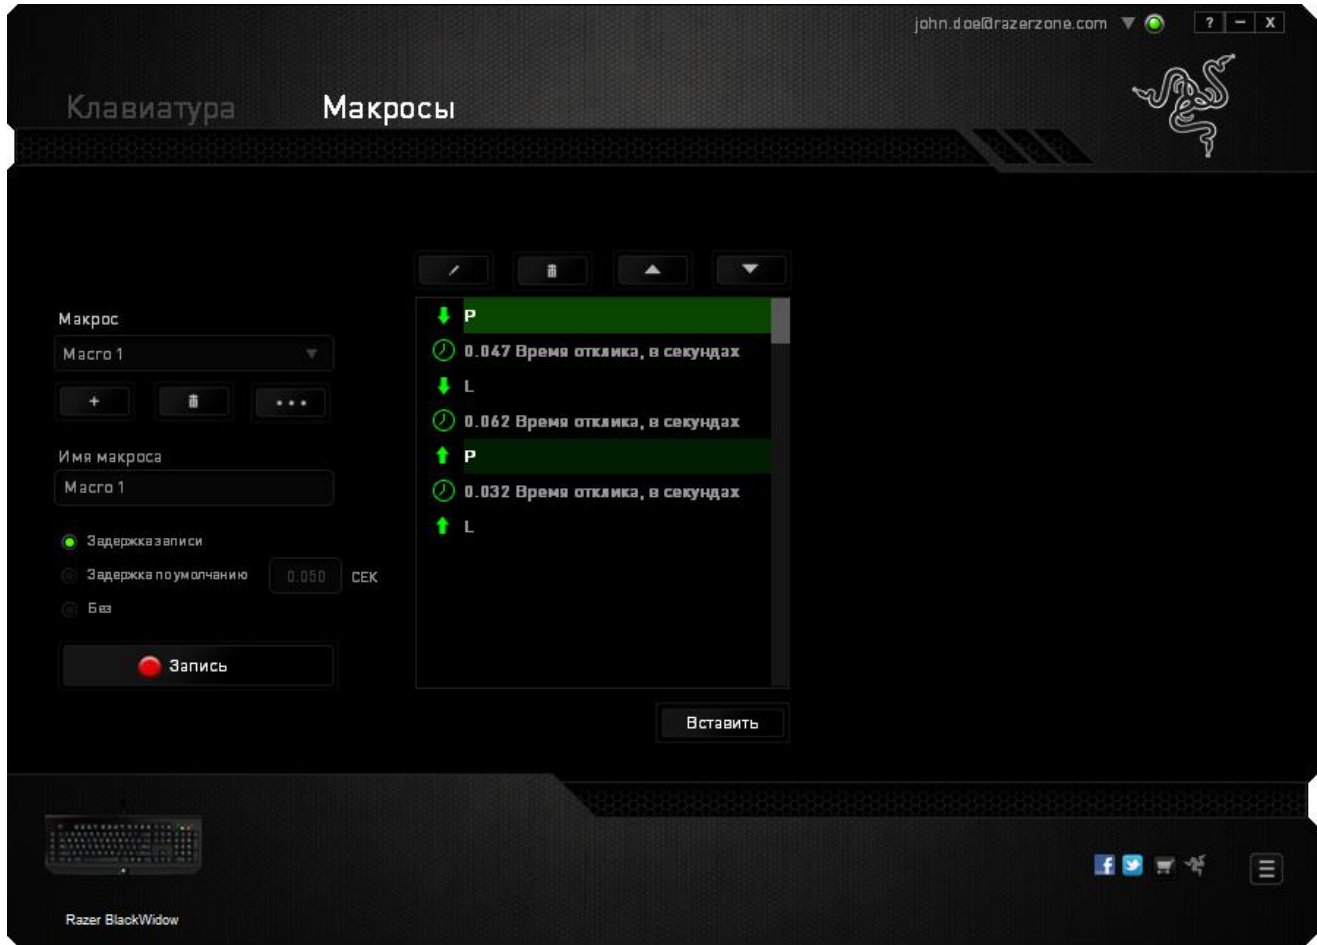 john.doe@razerzone.com
? – X
Клавиатура
Макросы
Макрос
Macro 1
+
Имя макроса
Macro 1
Задержка записи
Задержка по умолчанию 0.050 СЕК
Без
Запись
P
0.047 Время отклика, в секундах
L
0.062 Время отклика, в секундах
P
0.032 Время отклика, в секундах
L
Вставить
Razer BlackWidow